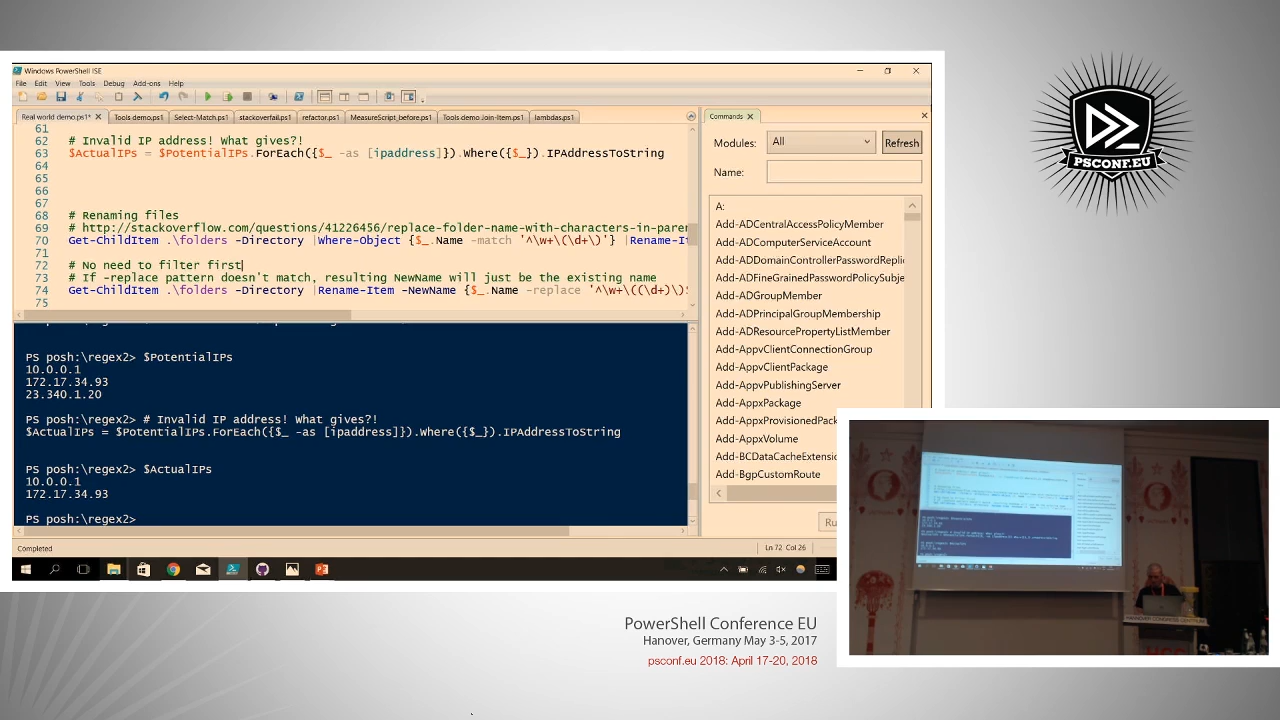 Windows PowerShell ISE
File Edit View Tools Debug Add-ons Help
Real world demo.ps1* Tools demo.ps1 Select-Match.ps1 stackoverfail.ps1 refactor.ps1 MeasureScript_before.ps1 Tools demo Join-Item.ps1 lambdas.ps1
61
62 # Invalid IP address! What gives?!
63 $ActualIPs = $PotentialIPs.ForEach({$_ -as [ipaddress]}).Where({$_}).IPAddressToString
64
65
66
67
68 # Renaming files
69 # http://stackoverflow.com/questions/41226456/replace-folder-name-with-characters-in-paren
70 Get-ChildItem .\folders -Directory |Where-Object {$_.Name -match '^\w+\(\d+\)'} |Rename-It
71
72 # No need to filter first
73 # If -replace pattern doesn't match, resulting NewName will just be the existing name
74 Get-ChildItem .\folders -Directory |Rename-Item -NewName {$_.Name -replace '^\w+\((\d+)\)$
75
PS posh:\regex2> $PotentialIPs
10.0.0.1
172.17.34.93
23.340.1.20
PS posh:\regex2> # Invalid IP address! What gives?!
$ActualIPs = $PotentialIPs.ForEach({$_ -as [ipaddress]}).Where({$_}).IPAddressToString
PS posh:\regex2> $ActualIPs
10.0.0.1
172.17.34.93
PS posh:\regex2>
Completed
Ln 72 Col 26
Commands
Modules: All Refresh
Name:
A:
Add-ADCentralAccessPolicyMember
Add-ADComputerServiceAccount
Add-ADDomainControllerPasswordReplic
Add-ADFineGrainedPasswordPolicySubje
Add-ADGroupMember
Add-ADPrincipalGroupMembership
Add-ADResourcePropertyListMember
Add-AppvClientConnectionGroup
Add-AppvClientPackage
Add-AppvPublishingServer
Add-AppxPackage
Add-AppxProvisionedPack
Add-AppxVolume
Add-BCDataCacheExtensio
Add-BgpCustomRoute
Ru
PSCONF.EU
HANNOVER CONGRESS CENTRUM
HCC
PowerShell Conference EU
Hanover, Germany May 3-5, 2017
psconf.eu 2018: April 17-20, 2018